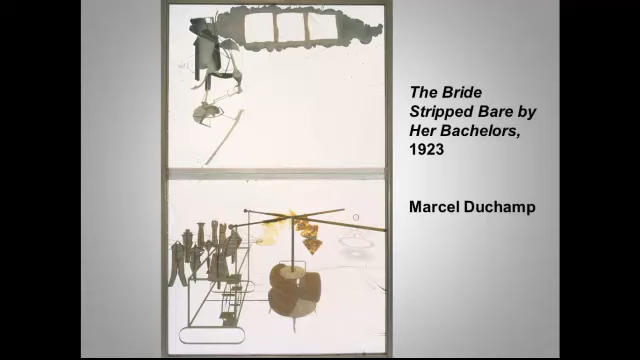 The Bride
Stripped Bare by
Her Bachelors,
1923
Marcel Duchamp